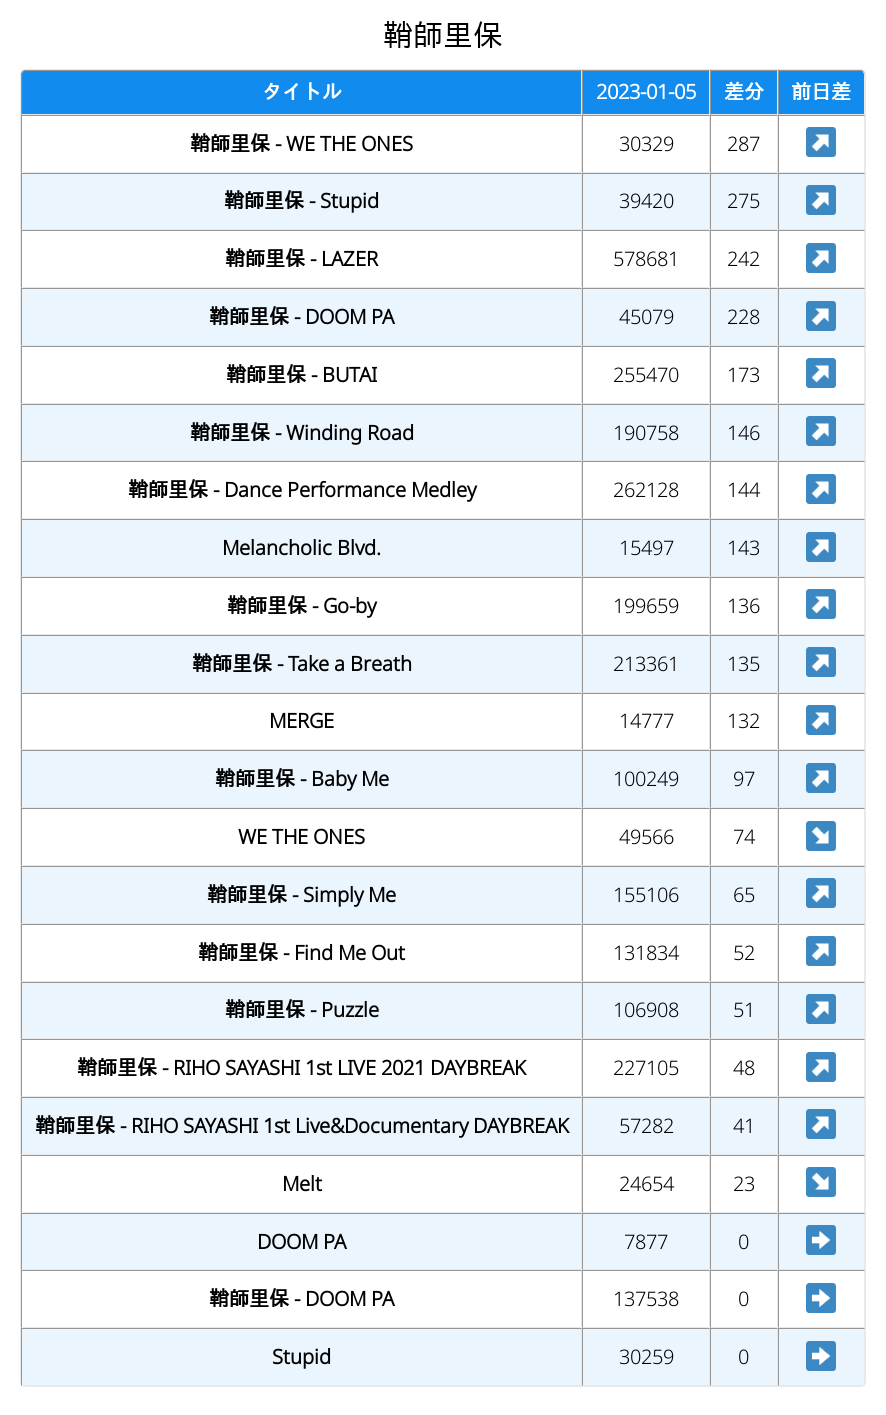 鞘師里保
タイトル 2023-01-05 差分 前日差
鞘師里保 - WE THE ONES 30329 287
鞘師里保 - Stupid 39420 275
鞘師里保 - LAZER 578681 242
鞘師里保 - DOOM PA 45079 228
鞘師里保 - BUTAI 255470 173
鞘師里保 - Winding Road 190758 146
鞘師里保 - Dance Performance Medley 262128 144
Melancholic Blvd. 15497 143
鞘師里保 - Go-by 199659 136
鞘師里保 - Take a Breath 213361 135
MERGE 14777 132
鞘師里保 - Baby Me 100249 97
WE THE ONES 49566 74
鞘師里保 - Simply Me 155106 65
鞘師里保 - Find Me Out 131834 52
鞘師里保 - Puzzle 106908 51
鞘師里保 - RIHO SAYASHI 1st LIVE 2021 DAYBREAK 227105 48
鞘師里保 - RIHO SAYASHI 1st Live&Documentary DAYBREAK 57282 41
Melt 24654 23
DOOM PA 7877 0
鞘師里保 - DOOM PA 137538 0
Stupid 30259 0